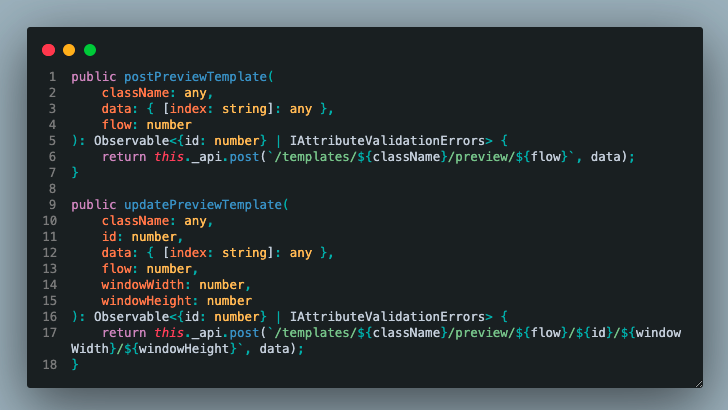 1 public postPreviewTemplate(
2 className: any,
3 data: { [index: string]: any },
4 flow: number
5 ): Observable<{id: number} | IAttributeValidationErrors> {
6 return this._api.post(`/templates/${className}/preview/${flow}`, data);
7 }
8
9 public updatePreviewTemplate(
10 className: any,
11 id: number,
12 data: { [index: string]: any },
13 flow: number,
14 windowWidth: number,
15 windowHeight: number
16 ): Observable<{id: number} | IAttributeValidationErrors> {
17 return this._api.post(`/templates/${className}/preview/${flow}/${id}/${window
Width}/${windowHeight}`, data);
18 }